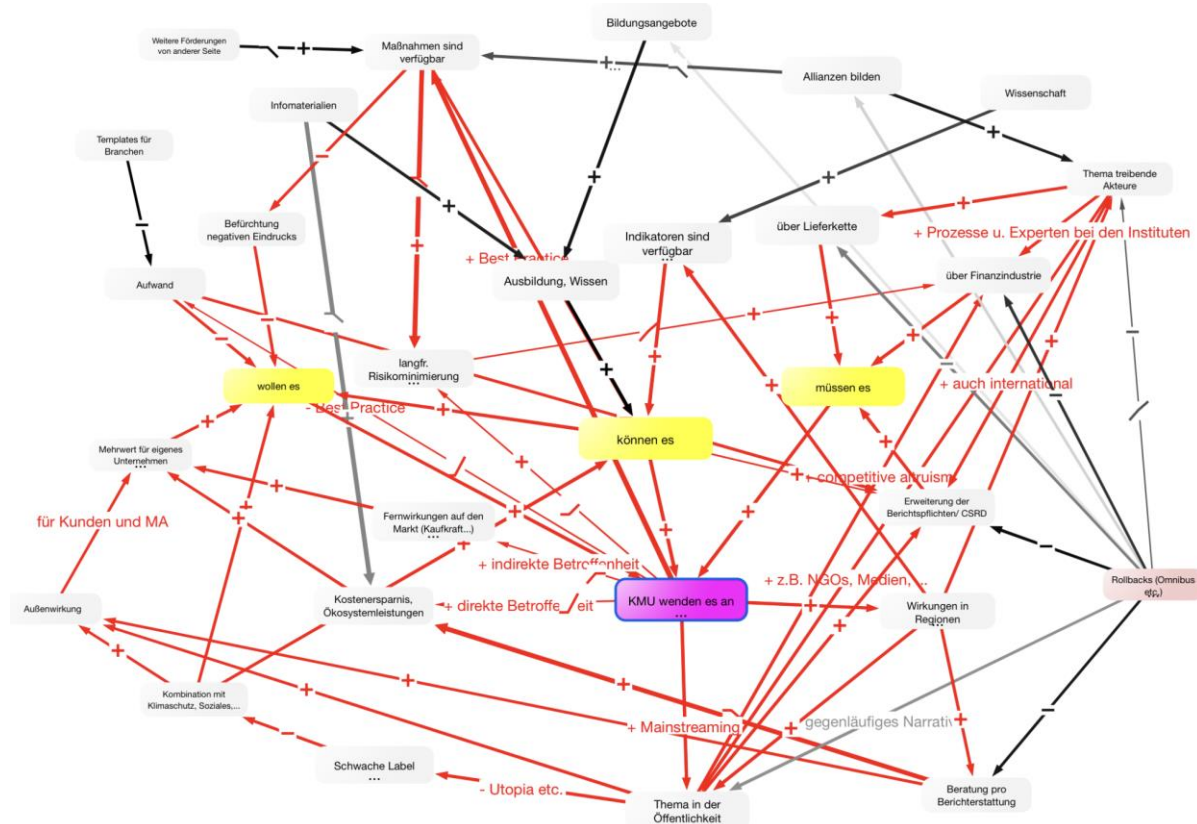 Bildungsangebote
Weitere Förderungen
von anderer Seite
Maßnahmen sind
verfügbar
Allianzen bilden
Wissenschaft
Infomaterialien
Templates für
Branchen
Thema treibende
Akteure
Befürchtung
negativen Eindrucks
Indikatoren sind
verfügbar
...
über Lieferkette
+ Prozesse u. Experten bei den Instituten
+ Best Practice
Ausbildung, Wissen
über Finanzindustrie
Aufwand
langfr.
Risikominimierung
...
wollen es
müssen es
+ auch international
- Best Practice
können es
Mehrwert für eigenes
Unternehmen
...
+ competitive altruism
Erweiterung der
Berichtspflichten/ CSRD
für Kunden und MA
Fernwirkungen auf den
Markt (Kaufkraft...)
...
+ indirekte Betroffenheit
+ z.B. NGOs, Medien, ...
Rollbacks (Omnibus
etc.)
Außenwirkung
Kostenersparnis,
Ökosystemleistungen
+ direkte Betroffenheit
KMU wenden es an
...
Wirkungen in
Regionen
...
Kombination mit
Klimaschutz, Soziales,...
+ Mainstreaming
gegenläufiges Narrativ
Schwache Label
...
- Utopia etc.
Thema in der
Öffentlichkeit
Beratung pro
Berichterstattung